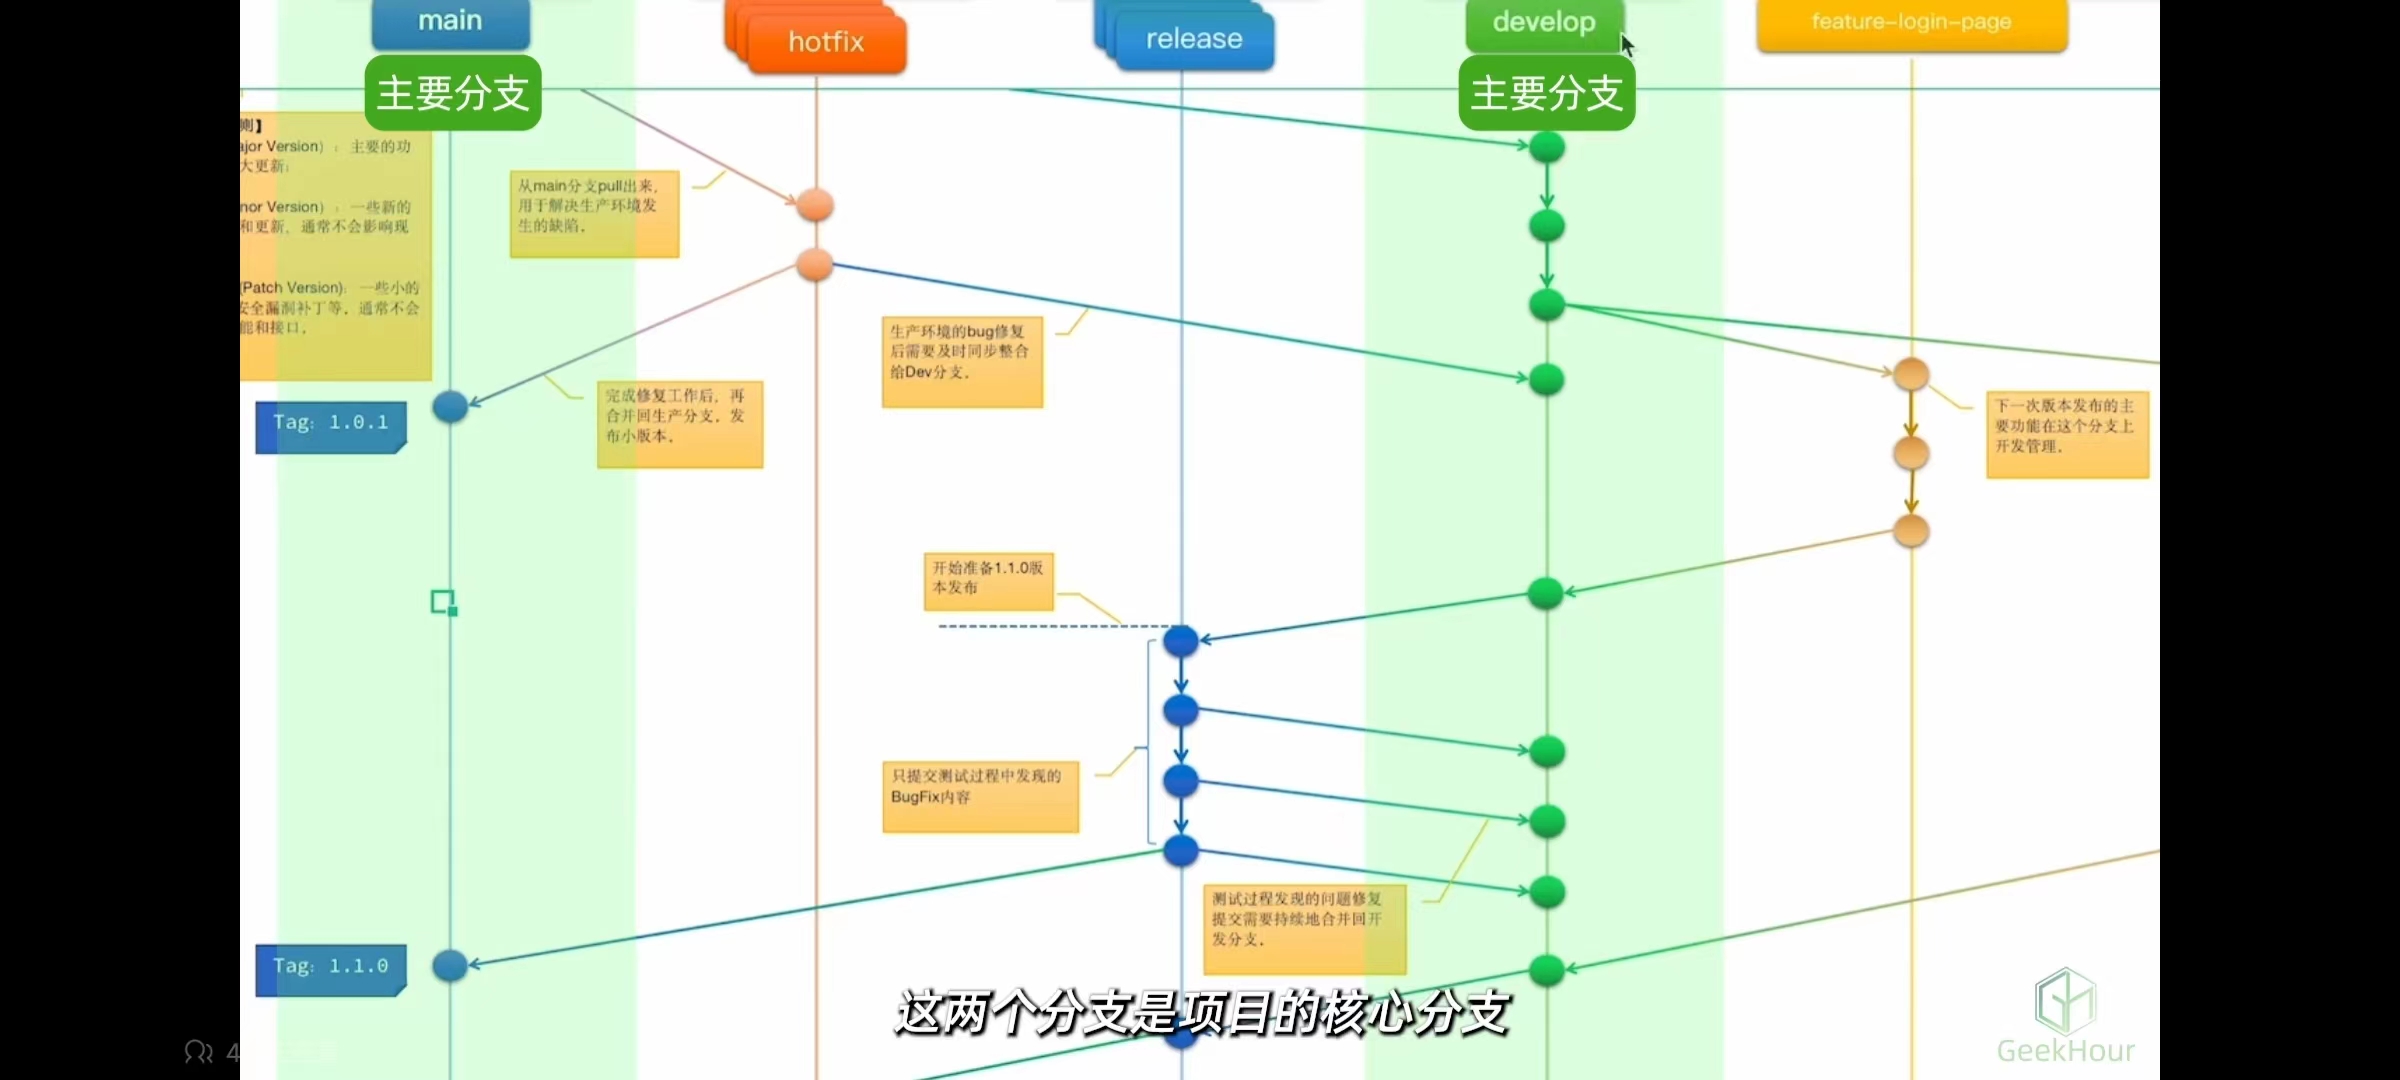 main
hotfix
release
develop
feature-login-page
主要分支
主要分支
则】
ajor Version）：主要的功
大更新；
nor Version）：一些新的
和更新，通常不会影响现
(Patch Version)：一些小的
安全漏洞补丁等，通常不会
能和接口。
从main分支pull出来，
用于解决生产环境发
生的缺陷。
生产环境的bug修复
后需要及时同步整合
给Dev分支。
完成修复工作后，再
合并回生产分支，发
布小版本。
Tag：1.0.1
下一次版本发布的主
要功能在这个分支上
开发管理。
开始准备1.1.0版
本发布
只提交测试过程中发现的
BugFix内容
测试过程发现的问题修复
提交需要持续地合并回开
发分支。
Tag：1.1.0
这两个分支是项目的核心分支
4
GeekHour